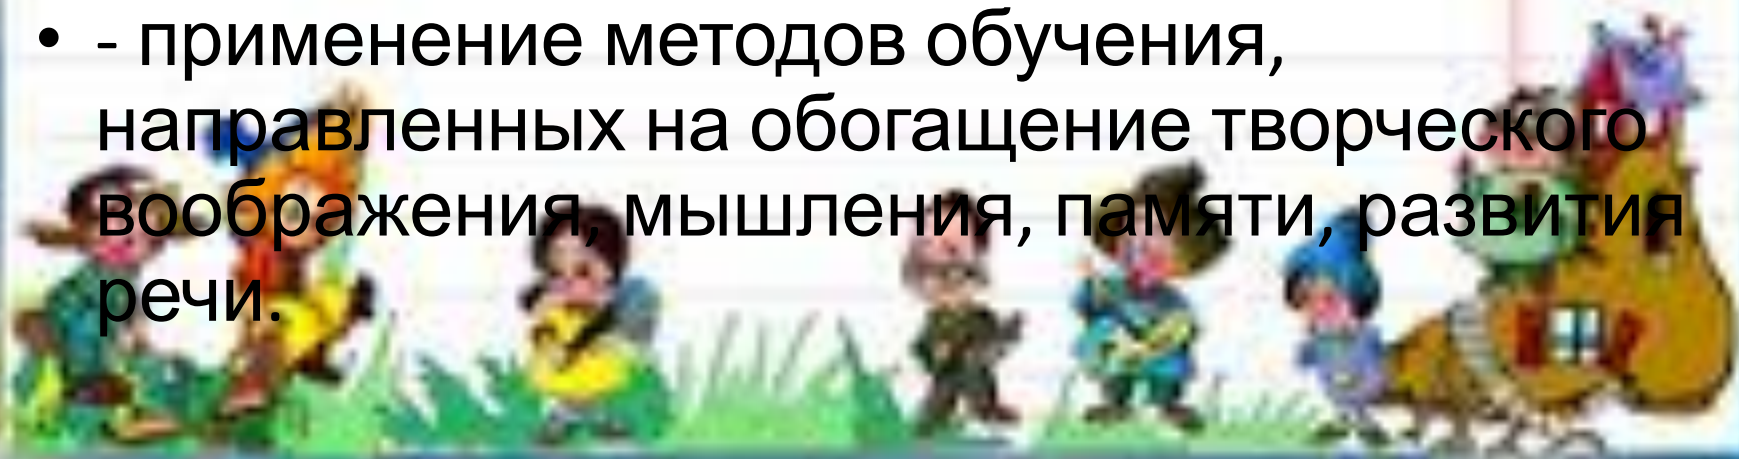 • - применение методов обучения,
направленных на обогащение творческого
воображения, мышления, памяти, развития
речи.